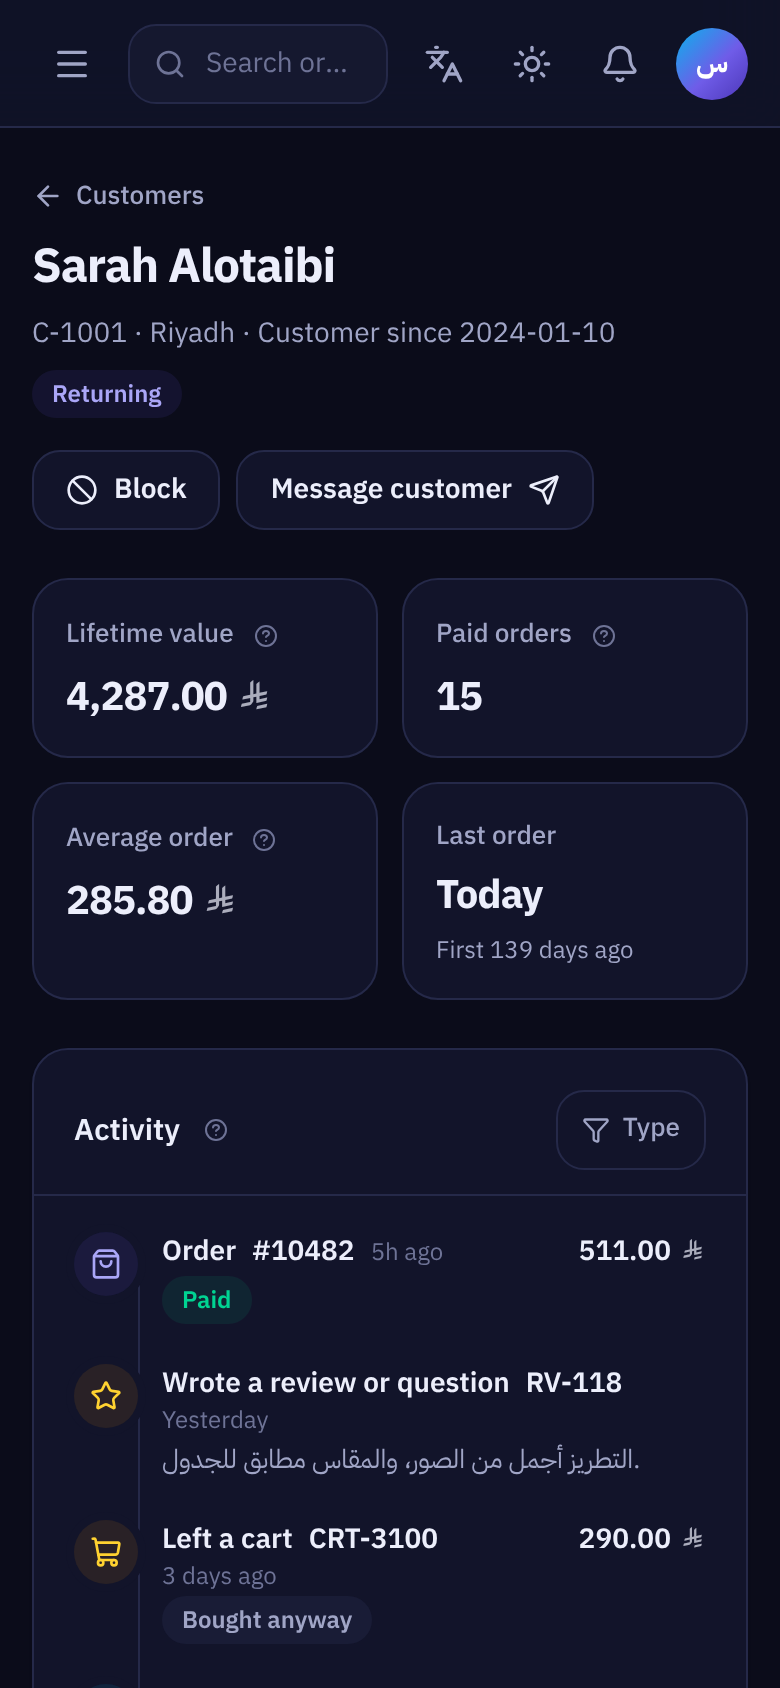 Search or...
س
Customers
Sarah Alotaibi
C-1001 · Riyadh · Customer since 2024-01-10
Returning
Block
Message customer
Lifetime value
4,287.00
Paid orders
15
Average order
285.80
Last order
Today
First 139 days ago
Activity
Type
Order #10482 5h ago 511.00
Paid
Wrote a review or question RV-118
Yesterday
التطريز أجمل من الصور، والمقاس مطابق للجدول.
Left a cart CRT-3100 290.00
3 days ago
Bought anyway